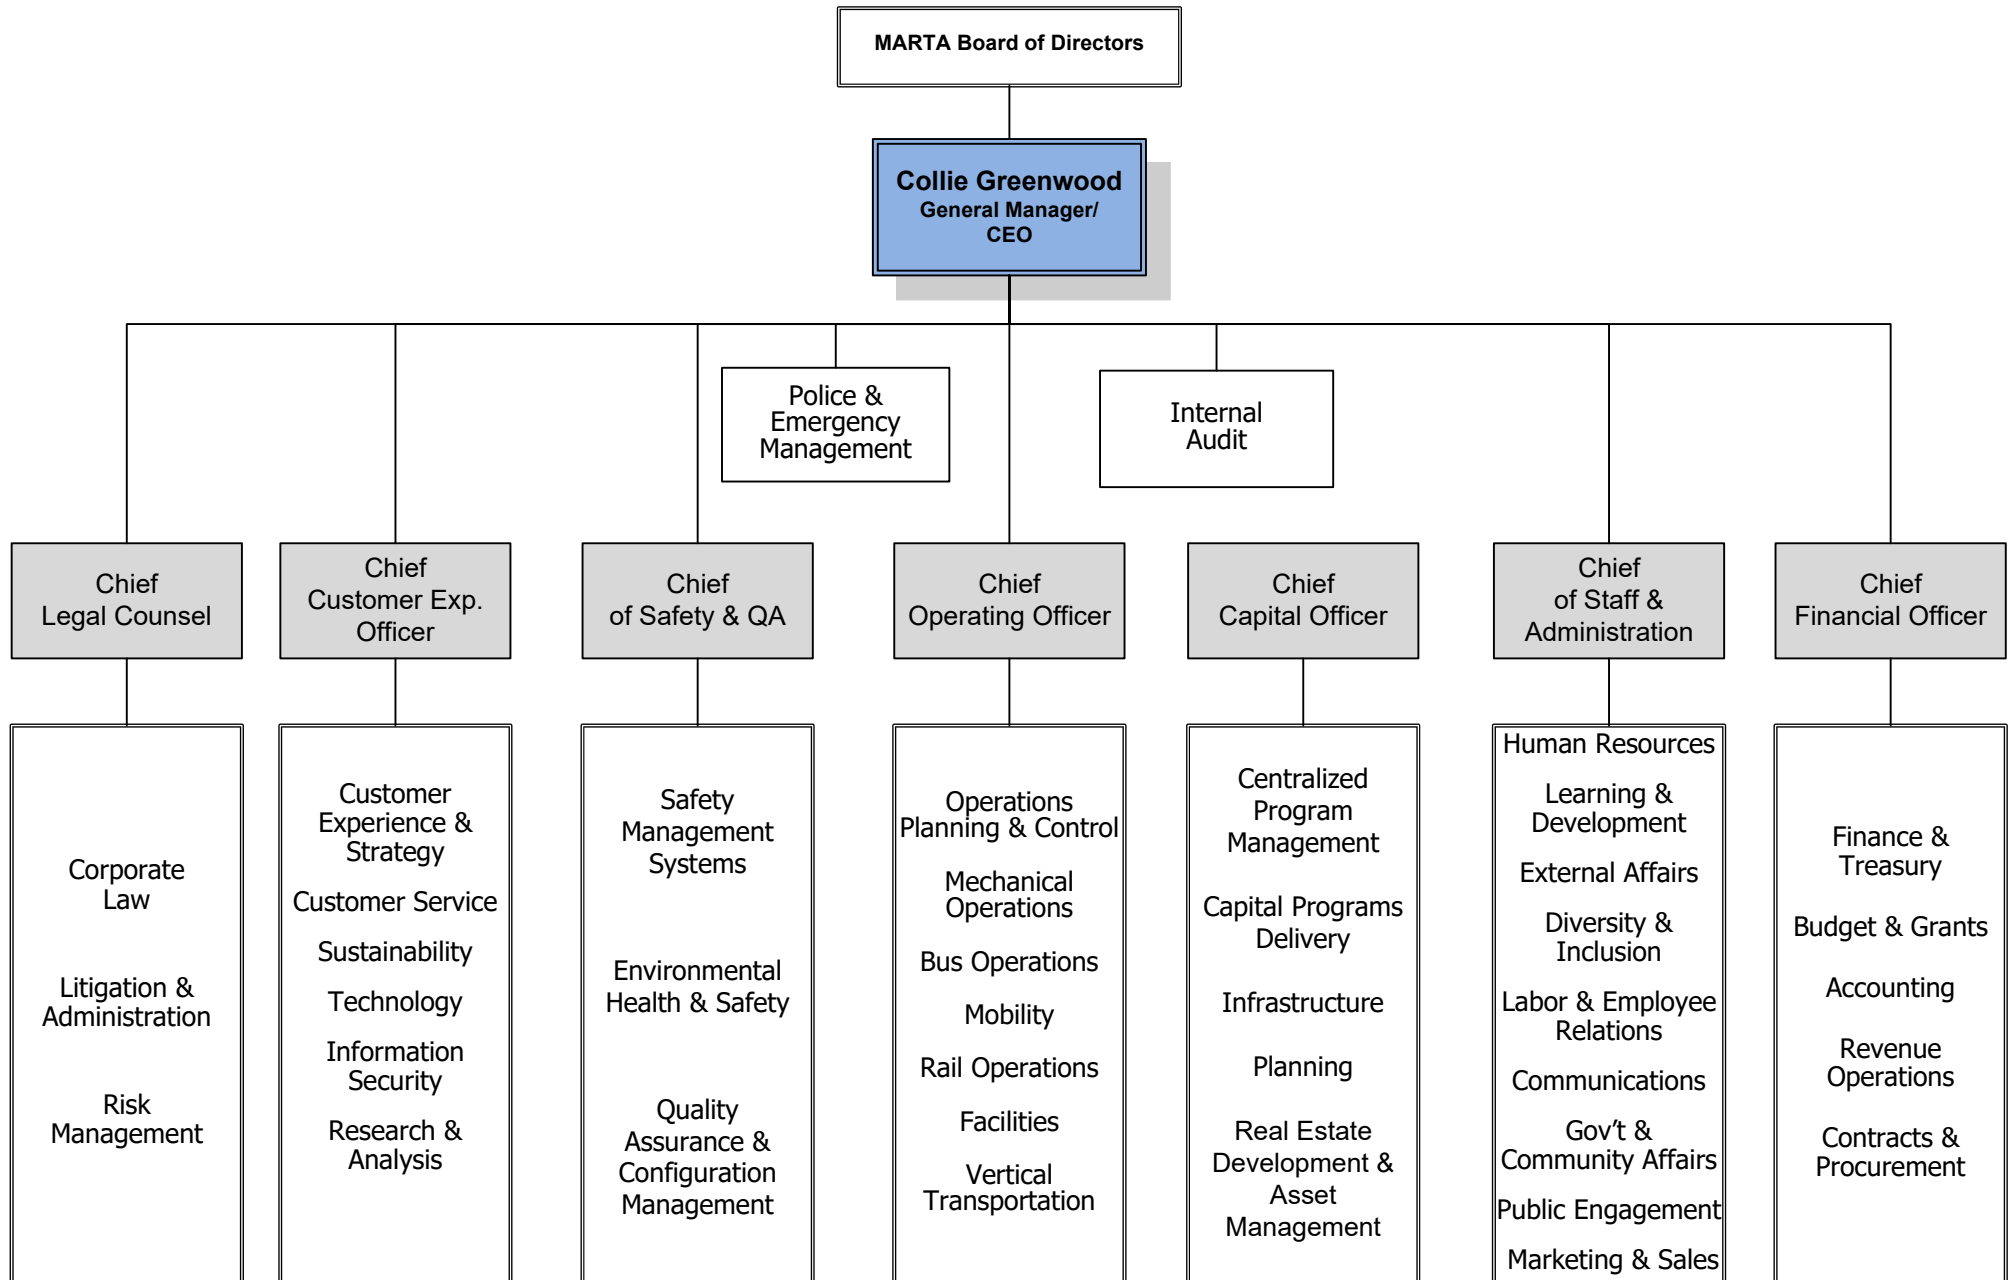 MARTA Board of Directors
Collie Greenwood
General Manager/
CEO
Police &
Emergency
Management
Internal
Audit
Chief
Legal Counsel
Chief
Customer Exp.
Officer
Chief
of Safety & QA
Chief
Operating Officer
Chief
Capital Officer
Chief
of Staff &
Administration
Chief
Financial Officer
Corporate
Law
Litigation &
Administration
Risk
Management
Customer
Experience &
Strategy
Customer Service
Sustainability
Technology
Information
Security
Research &
Analysis
Safety
Management
Systems
Environmental
Health & Safety
Quality
Assurance &
Configuration
Management
Operations
Planning & Control
Mechanical
Operations
Bus Operations
Mobility
Rail Operations
Facilities
Vertical
Transportation
Centralized
Program
Management
Capital Programs
Delivery
Infrastructure
Planning
Real Estate
Development &
Asset
Management
Human Resources
Learning &
Development
External Affairs
Diversity &
Inclusion
Labor & Employee
Relations
Communications
Gov’t &
Community Affairs
Public Engagement
Marketing & Sales
Finance &
Treasury
Budget & Grants
Accounting
Revenue
Operations
Contracts &
Procurement